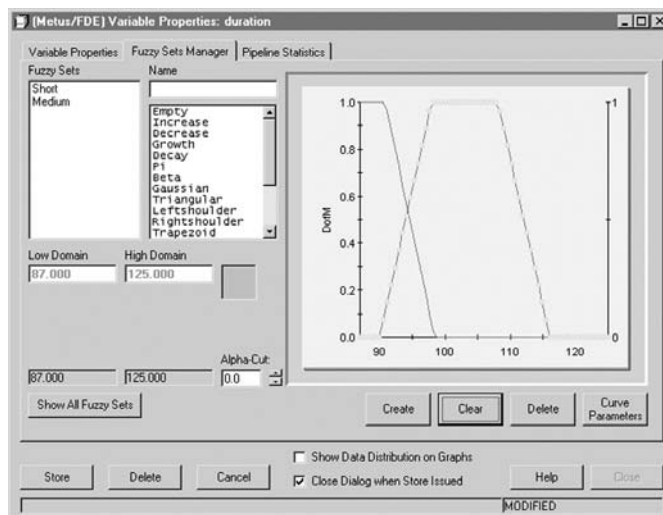 (Metus/FDE) Variable Properties: duration
Variable Properties
Fuzzy Sets Manager
Pipeline Statistics
Fuzzy Sets
Name
Short
Medium
Empty
Increase
Decrease
Growth
Decay
Pi
Beta
Gaussian
Triangular
Leftshoulder
Rightshoulder
Trapezoid
Low Domain
High Domain
87.000
125.000
87.000
125.000
Alpha-Cut:
0.0
Show All Fuzzy Sets
DofM
1.0
0.8
0.6
0.4
0.2
0.0
1
0
90 100 110 120
Create
Clear
Delete
Curve
Parameters
Show Data Distribution on Graphs
Close Dialog when Store Issued
Store
Delete
Cancel
Help
Close
MODIFIED